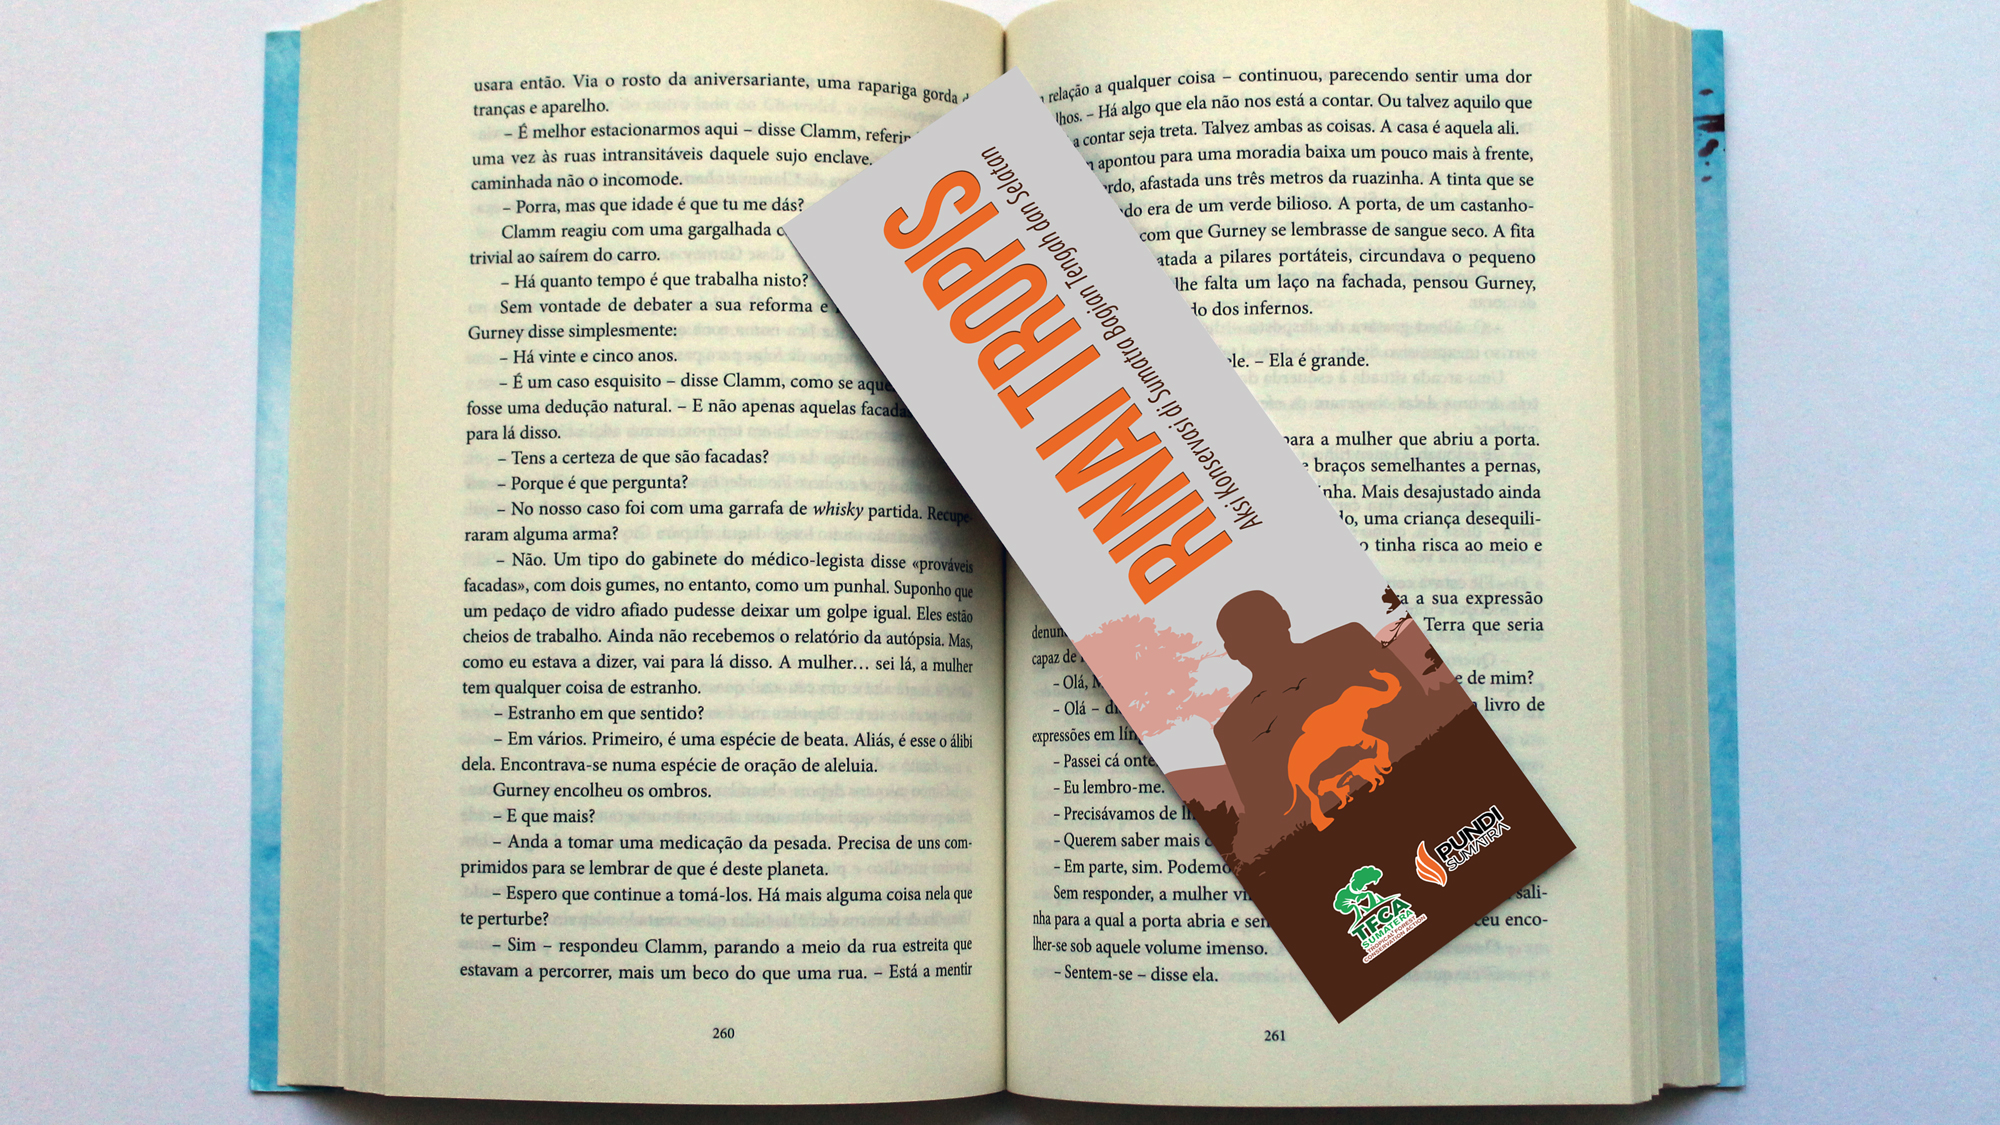 usara então. Via o rosto da aniversariante, uma rapariga gorda
tranças e aparelho.
– É melhor estacionarmos aqui – disse Clamm,
uma vez às ruas intransitáveis daquele sujo enclave.
caminhada não o incomode.
– Porra, mas que idade é que tu me dás?
Clamm reagiu com uma gargalhada
trivial ao saírem do carro.
– Há quanto tempo é que trabalha nisto?
Sem vontade de debater a sua reforma e
Gurney disse simplesmente:
– Há vinte e cinco anos.
– É um caso esquisito – disse Clamm, como se
fosse uma dedução natural. – E não apenas aquelas
para lá disso.
– Tens a certeza de que são facadas?
– Porque é que pergunta?
– No nosso caso foi com uma garrafa de whisky partida. Recupe-
raram alguma arma?
– Não. Um tipo do gabinete do médico-legista disse «prováveis
facadas», com dois gumes, no entanto, como um punhal. Suponho que
um pedaço de vidro afiado pudesse deixar um golpe igual. Eles estão
cheios de trabalho. Ainda não recebemos o relatório da autópsia. Mas,
como eu estava a dizer, vai para lá disso. A mulher… sei lá, a mulher
tem qualquer coisa de estranho.
– Estranho em que sentido?
– Em vários. Primeiro, é uma espécie de beata. Aliás, é esse o álibi
dela. Encontrava-se numa espécie de oração de aleluia.
Gurney encolheu os ombros.
– E que mais?
– Anda a tomar uma medicação da pesada. Precisa de uns com-
primidos para se lembrar de que é deste planeta.
– Espero que continue a tomá-los. Há mais alguma coisa nela que
te perturbe?
– Sim – respondeu Clamm, parando a meio da rua estreita que
estavam a percorrer, mais um beco do que uma rua. – Está a mentir
260
relação a qualquer coisa – continuou, parecendo sentir uma dor
lhos. – Há algo que ela não nos está a contar. Ou talvez aquilo que
a contar seja treta. Talvez ambas as coisas. A casa é aquela ali.
apontou para uma moradia baixa um pouco mais à frente,
rdo, afastada uns três metros da ruazinha. A tinta que se
do era de um verde bilioso. A porta, de um castanho-
com que Gurney se lembrasse de sangue seco. A fita
atada a pilares portáteis, circundava o pequeno
lhe falta um laço na fachada, pensou Gurney,
do dos infernos.
ele. – Ela é grande.
para a mulher que abriu a porta.
e braços semelhantes a pernas,
inha. Mais desajustado ainda
do, uma criança desequili-
o tinha risca ao meio e
a a sua expressão
denun
Terra que seria
capaz de
– Olá,
e de mim?
– Olá –
livro de
expressões em
– Passei cá
– Eu lembro-me.
– Precisávamos de
– Querem saber mais
– Em parte, sim.
Sem responder, a mulher
sali-
nha para a qual a porta abria e
eu enco-
lher-se sob aquele volume imenso.
– Sentem-se – disse ela.
261
RINAI TROPIS
Aksi Konservasi di Sumatra Bagian Tengah dan Selatan
TFCA
SUMATERA
TROPICAL FOREST
CONSERVATION ACTION
PUNDI
SUMATRA